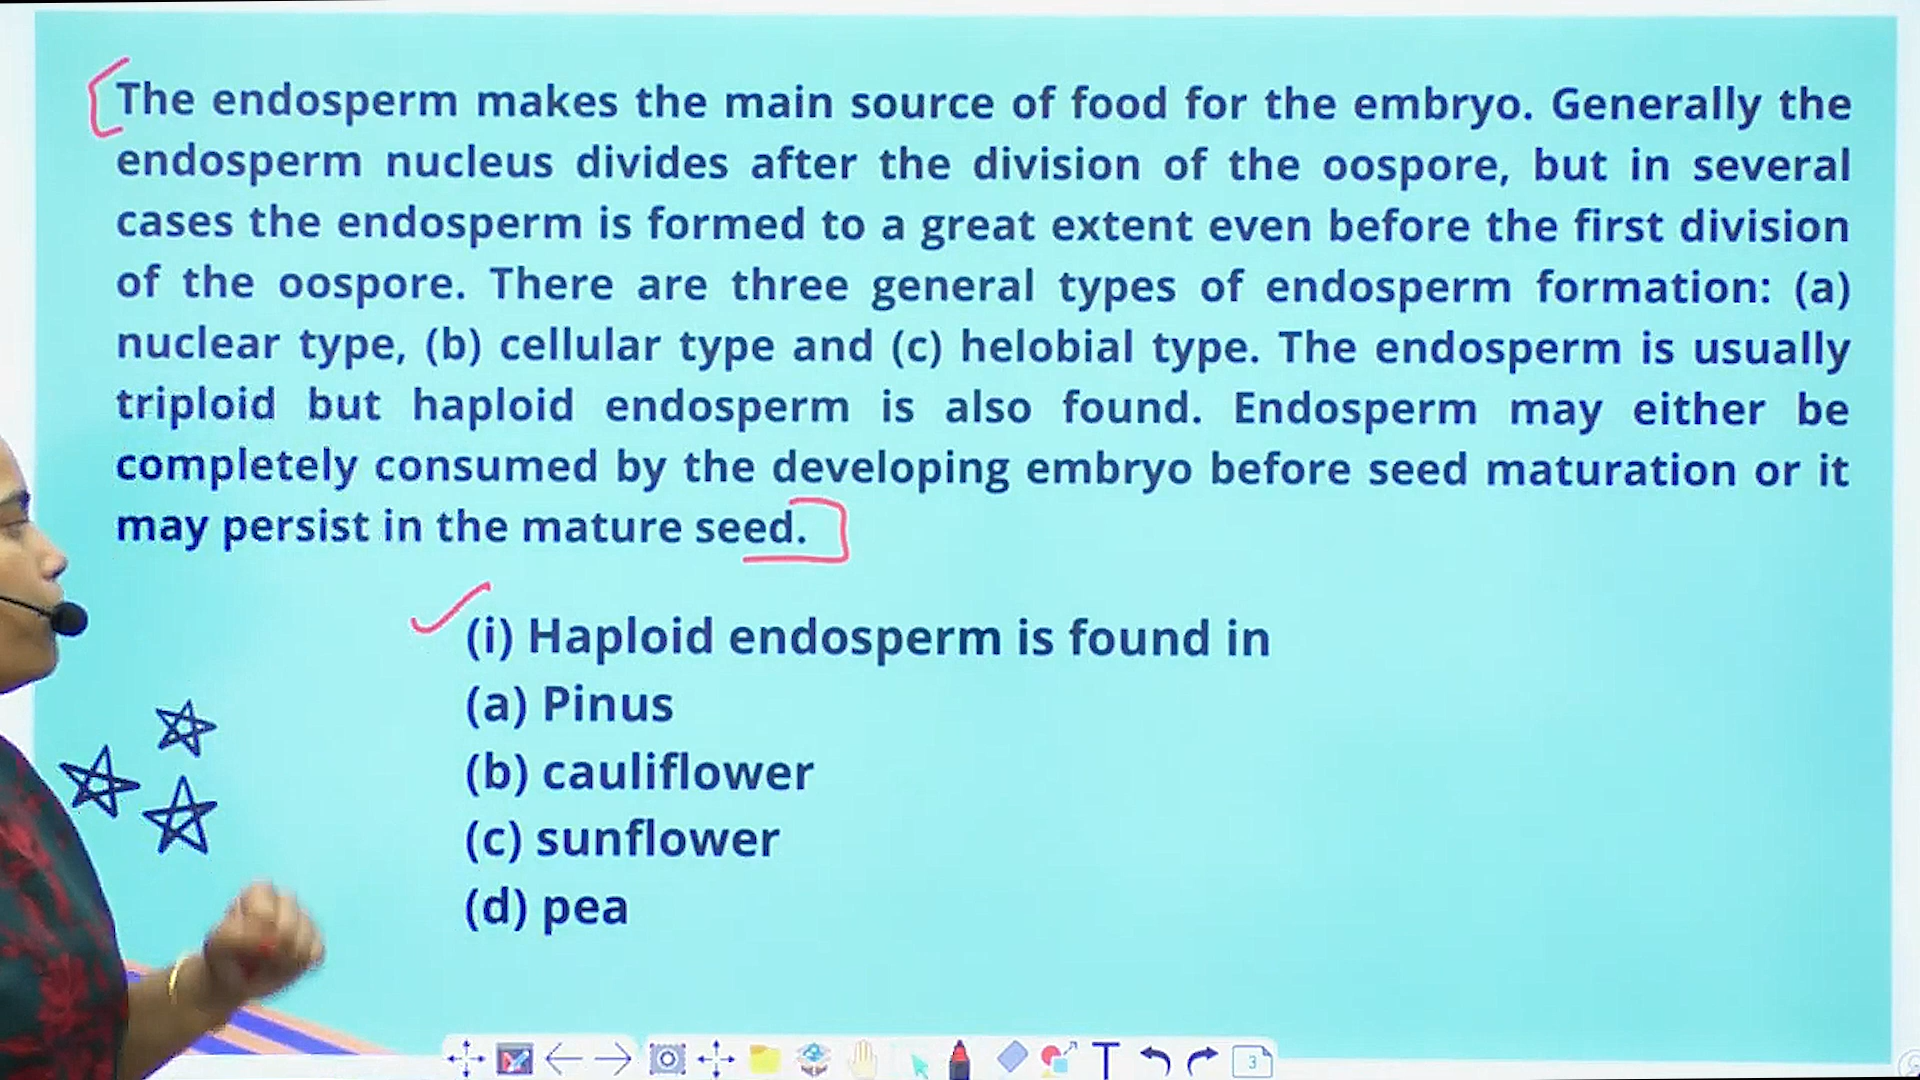 The endosperm makes the main source of food for the embryo. Generally the
endosperm nucleus divides after the division of the oospore, but in several
cases the endosperm is formed to a great extent even before the first division
of the oospore. There are three general types of endosperm formation: (a)
nuclear type, (b) cellular type and (c) helobial type. The endosperm is usually
triploid but haploid endosperm is also found. Endosperm may either be
completely consumed by the developing embryo before seed maturation or it
may persist in the mature seed.
(i) Haploid endosperm is found in
(a) Pinus
(b) cauliflower
(c) sunflower
(d) pea
T
3